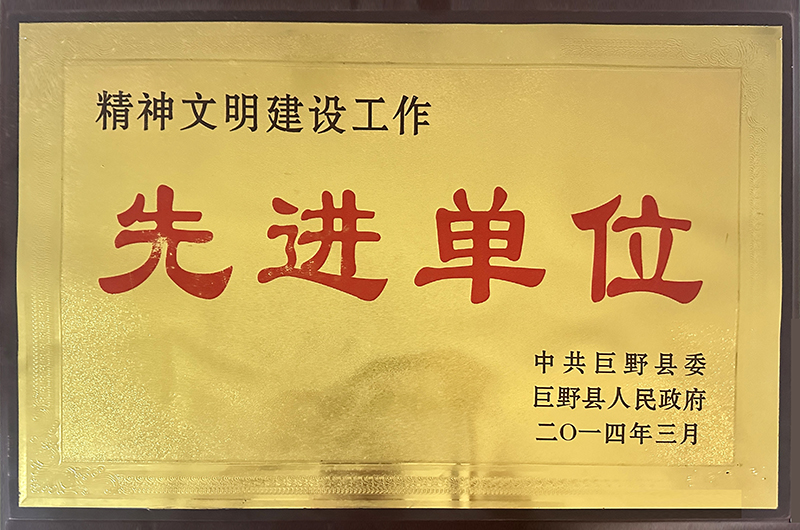 精神文明建设工作
先进单位
中共巨野县委
巨野县人民政府
二〇一四年三月